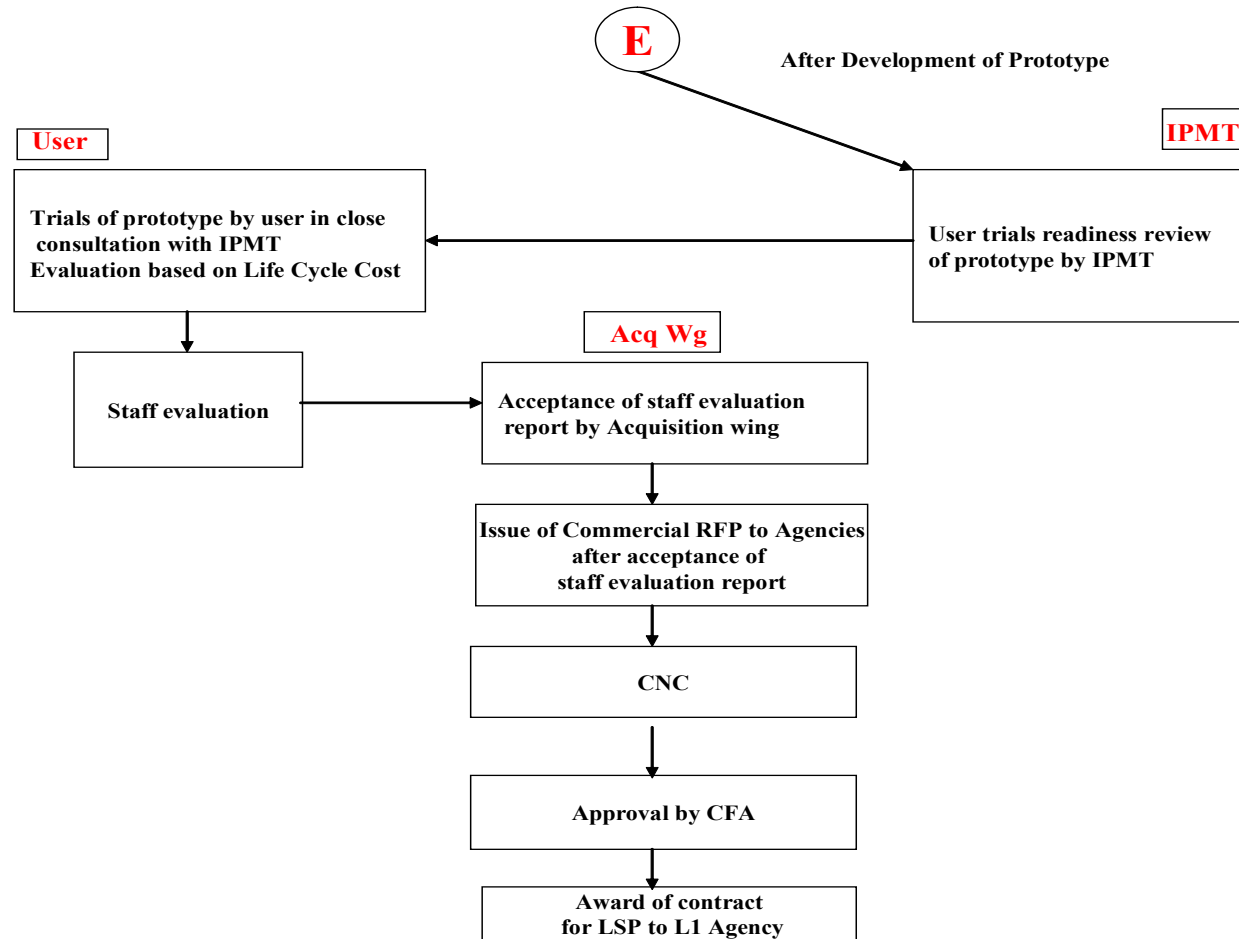 E
After Development of Prototype
IPMT
User
Trials of prototype by user in close
consultation with IPMT
Evaluation based on Life Cycle Cost
User trials readiness review
of prototype by IPMT
Acq Wg
Staff evaluation
Acceptance of staff evaluation
report by Acquisition wing
Issue of Commercial RFP to Agencies
after acceptance of
staff evaluation report
CNC
Approval by CFA
Award of contract
for LSP to L1 Agency